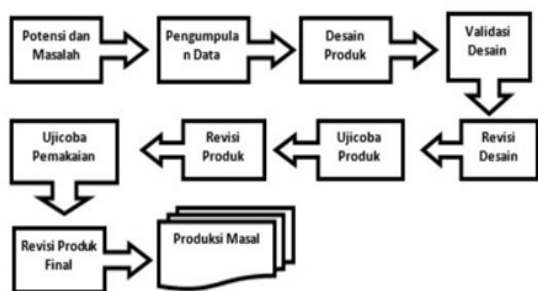 Potensi dan
Masalah
Pengumpula
n Data
Desain
Produk
Validasi
Desain
Revisi
Desain
Ujicoba
Produk
Revisi
Produk
Ujicoba
Pemakaian
Revisi Produk
Final
Produksi Masal